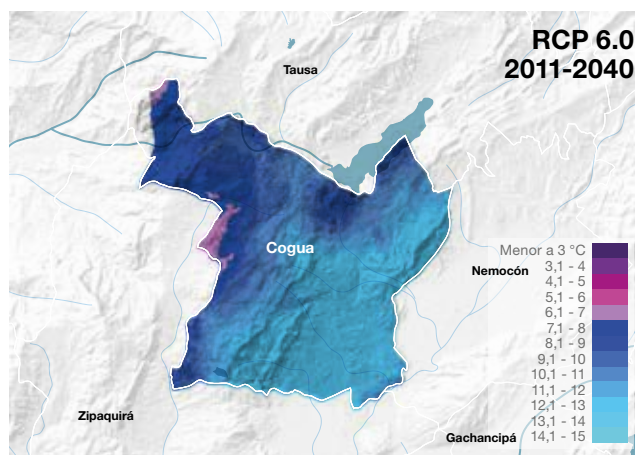 RCP 6.0
2011-2040
Tausa
Cogua
Nemocón
Zipaquirá
Gachancipá
Menor a 3 °C
3,1 - 4
4,1 - 5
5,1 - 6
6,1 - 7
7,1 - 8
8,1 - 9
9,1 - 10
10,1 - 11
11,1 - 12
12,1 - 13
13,1 - 14
14,1 - 15